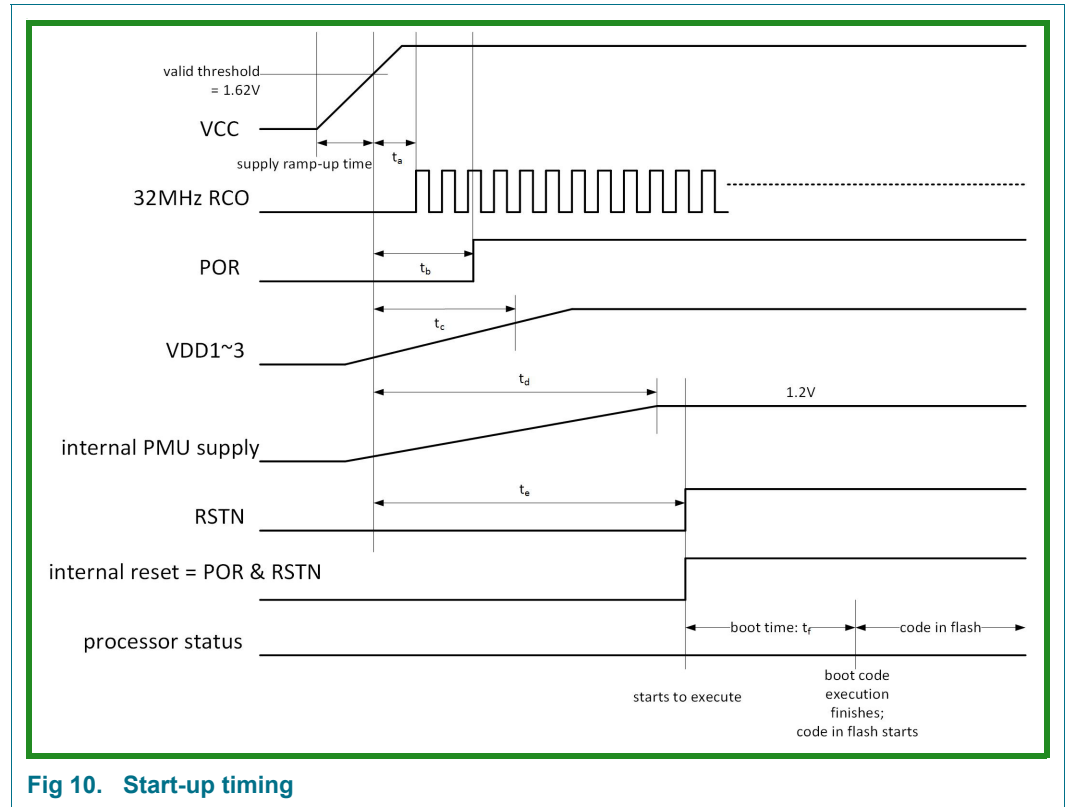 valid threshold
= 1.62V
VCC
supply ramp-up time
ta
32MHz RCO
POR
tb
tc
VDD1~3
td
1.2V
internal PMU supply
te
RSTN
internal reset = POR & RSTN
boot time: tf
code in flash
processor status
starts to execute
boot code
execution
finishes;
code in flash starts
Fig 10. Start-up timing